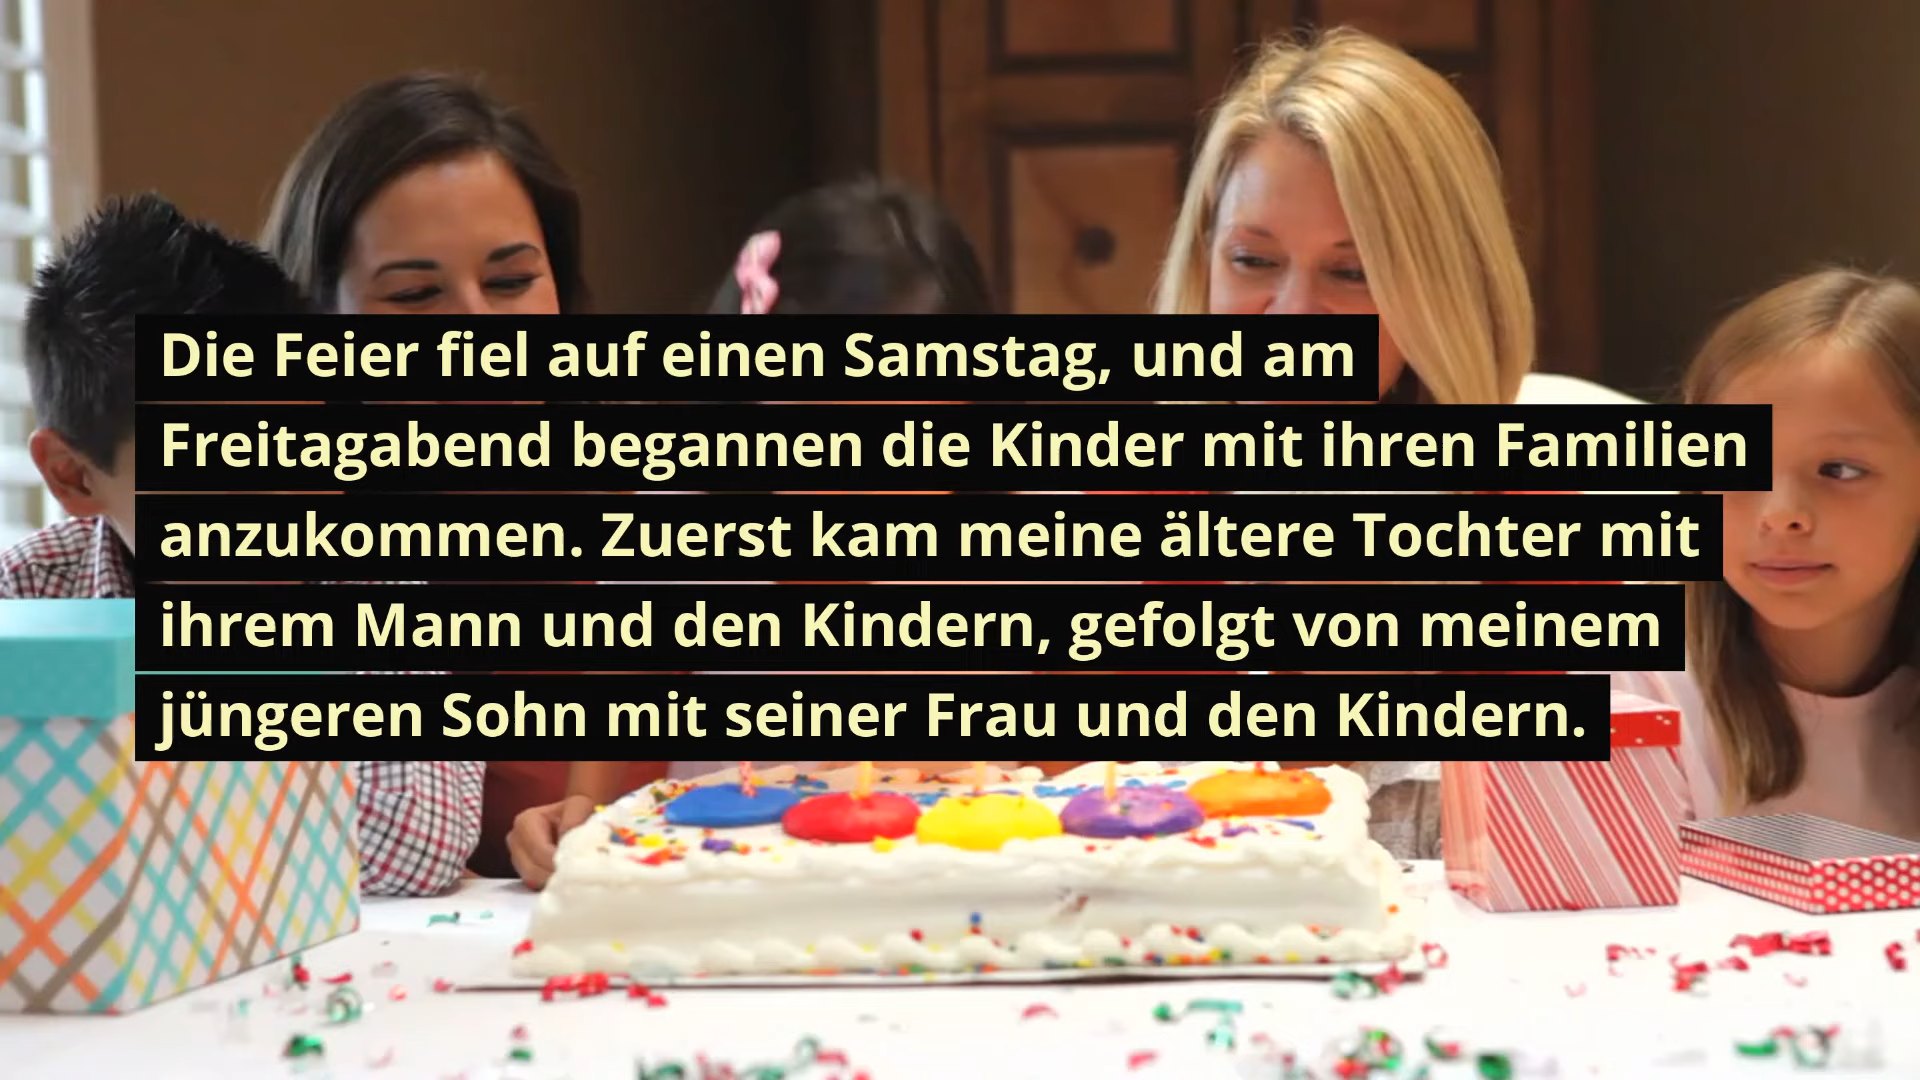 Die Feier fiel auf einen Samstag, und am
Freitagabend begannen die Kinder mit ihren Familien
anzukommen. Zuerst kam meine ältere Tochter mit
ihrem Mann und den Kindern, gefolgt von meinem
jüngeren Sohn mit seiner Frau und den Kindern.